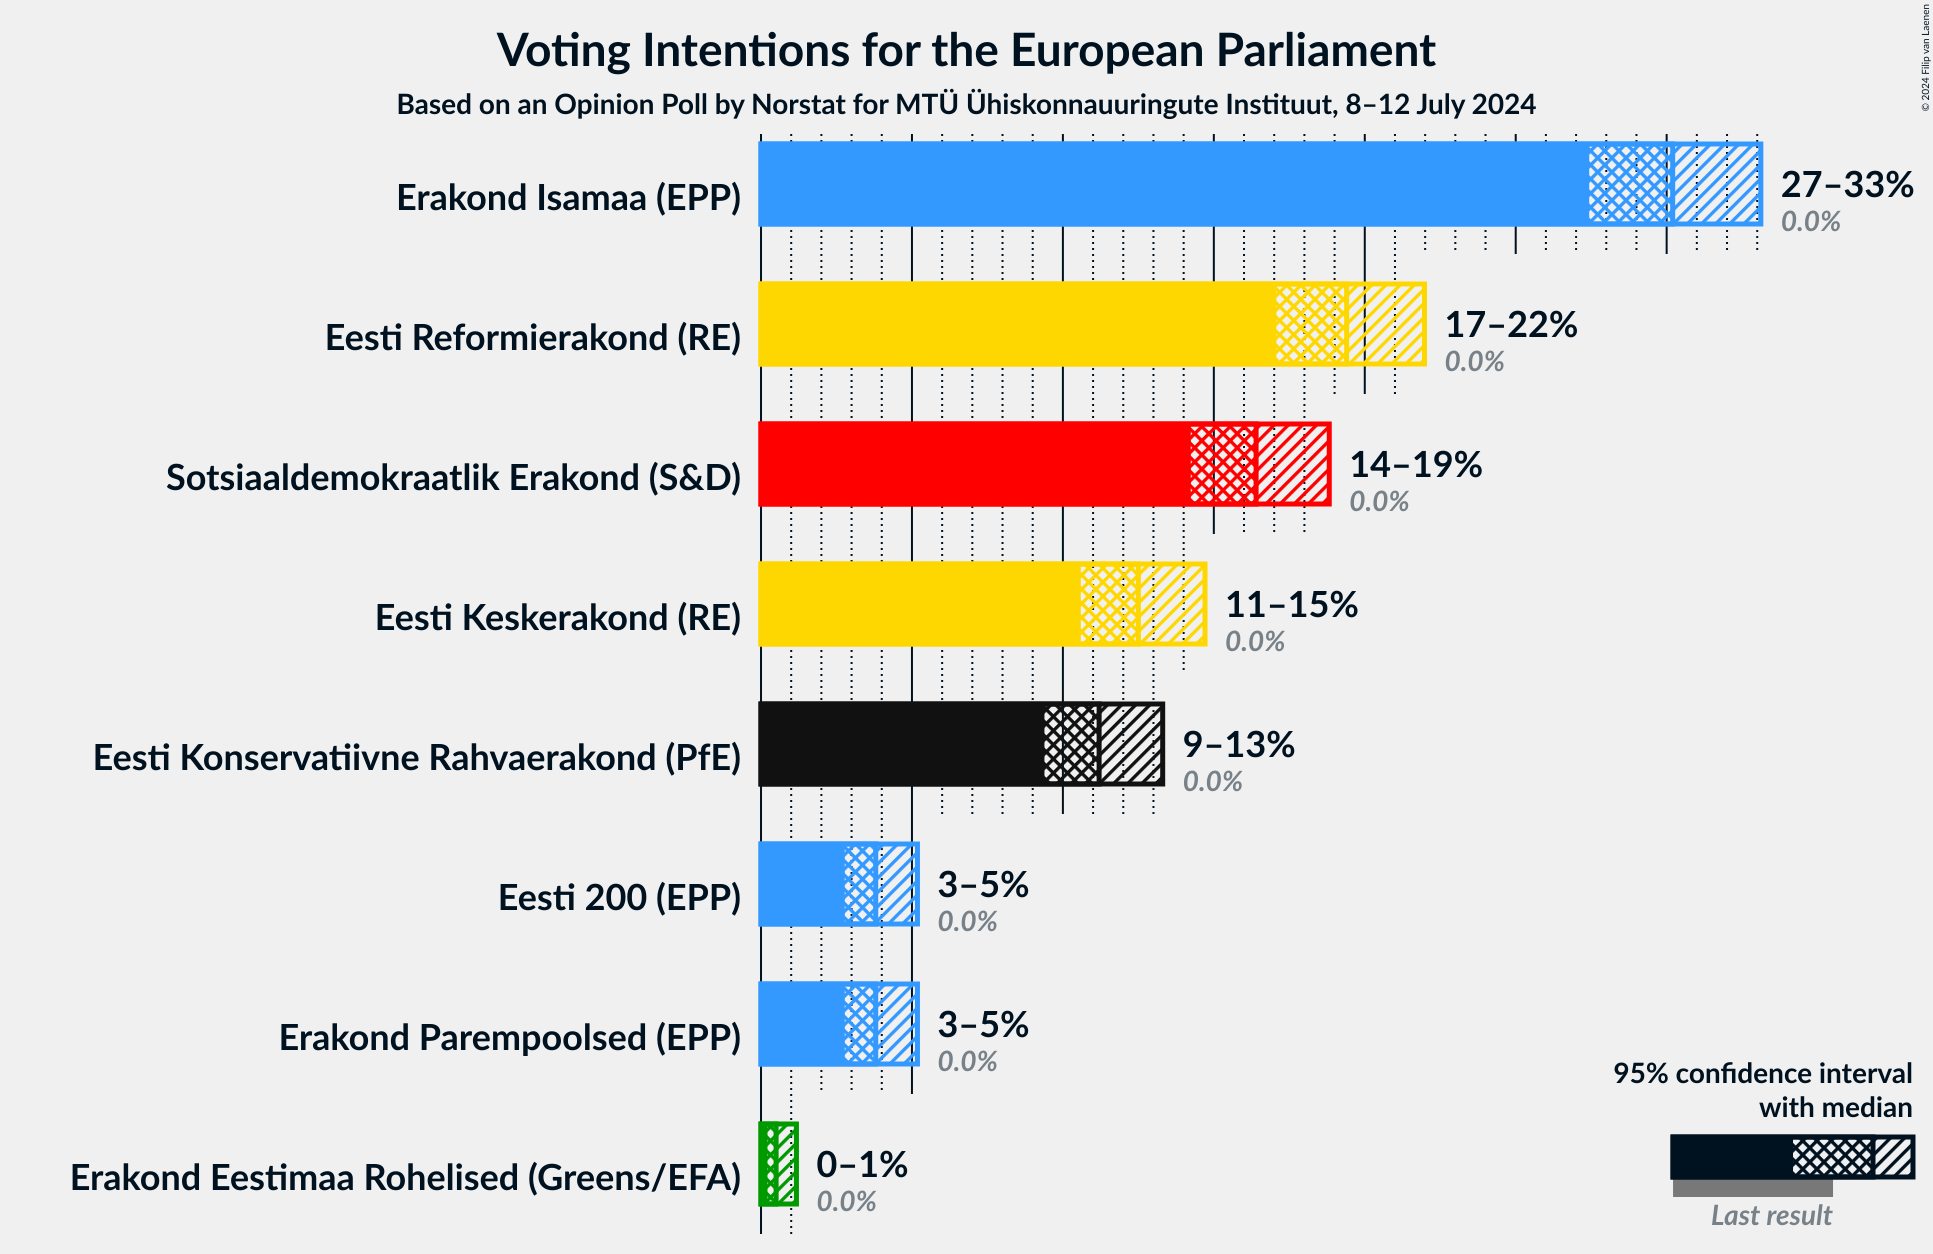 Voting Intentions for the European Parliament
Based on an Opinion Poll by Norstat for MTÜ Ühiskonnauuringute Instituut, 8–12 July 2024
© 2024 Filip van Laenen
Erakond Isamaa (EPP)
27–33%
0.0%
Eesti Reformierakond (RE)
17–22%
0.0%
Sotsiaaldemokraatlik Erakond (S&D)
14–19%
0.0%
Eesti Keskerakond (RE)
11–15%
0.0%
Eesti Konservatiivne Rahvaerakond (PfE)
9–13%
0.0%
Eesti 200 (EPP)
3–5%
0.0%
Erakond Parempoolsed (EPP)
3–5%
0.0%
Erakond Eestimaa Rohelised (Greens/EFA)
0–1%
0.0%
95% confidence interval
with median
Last result